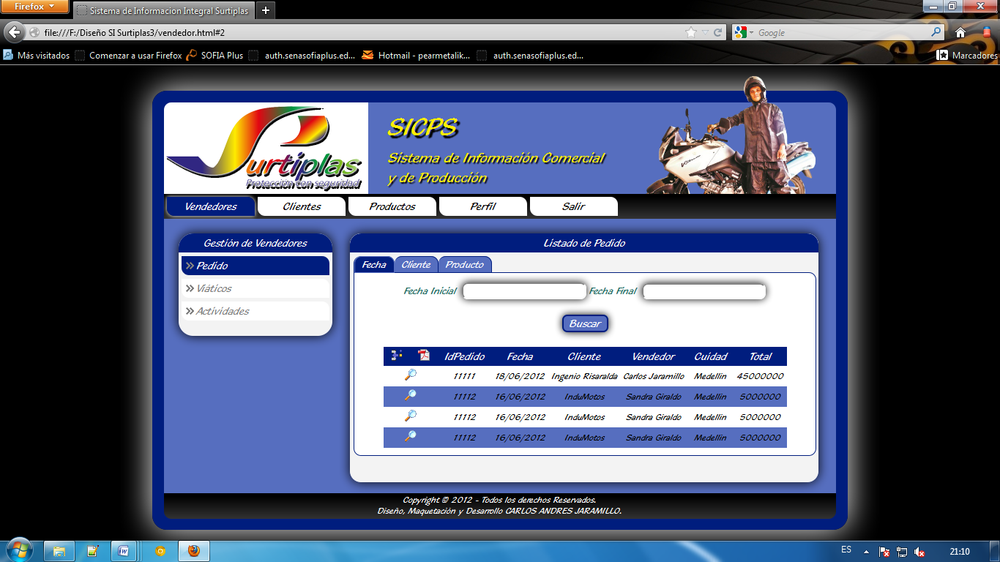 Firefox
Sistema de Informacion Integral Surtiplas
file:///F:/Diseño SI Surtiplas3/vendedor.html#2
Google
Más visitados
Comenzar a usar Firefox
SOFIA Plus
auth.senasofiaplus.ed...
Hotmail - pearmetalik...
auth.senasofiaplus.ed...
Marcadores
Surtiplas
Protección con seguridad
SICPS
Sistema de Información Comercial
y de Producción
Vendedores Clientes Productos Perfil Salir
Gestión de Vendedores
Pedido
Viáticos
Actividades
Listado de Pedido
Fecha Cliente Producto
Fecha Inicial Fecha Final
Buscar
IdPedido Fecha Cliente Vendedor Cuidad Total
11111 18/06/2012 Ingenio Risaralda Carlos Jaramillo Medellin 45000000
11112 16/06/2012 InduMotos Sandra Giraldo Medellin 5000000
11112 16/06/2012 InduMotos Sandra Giraldo Medellin 5000000
11112 16/06/2012 InduMotos Sandra Giraldo Medellin 5000000
Copyright © 2012 - Todos los derechos Reservados.
Diseño, Maquetación y Desarrollo CARLOS ANDRES JARAMILLO.
ES
21:10